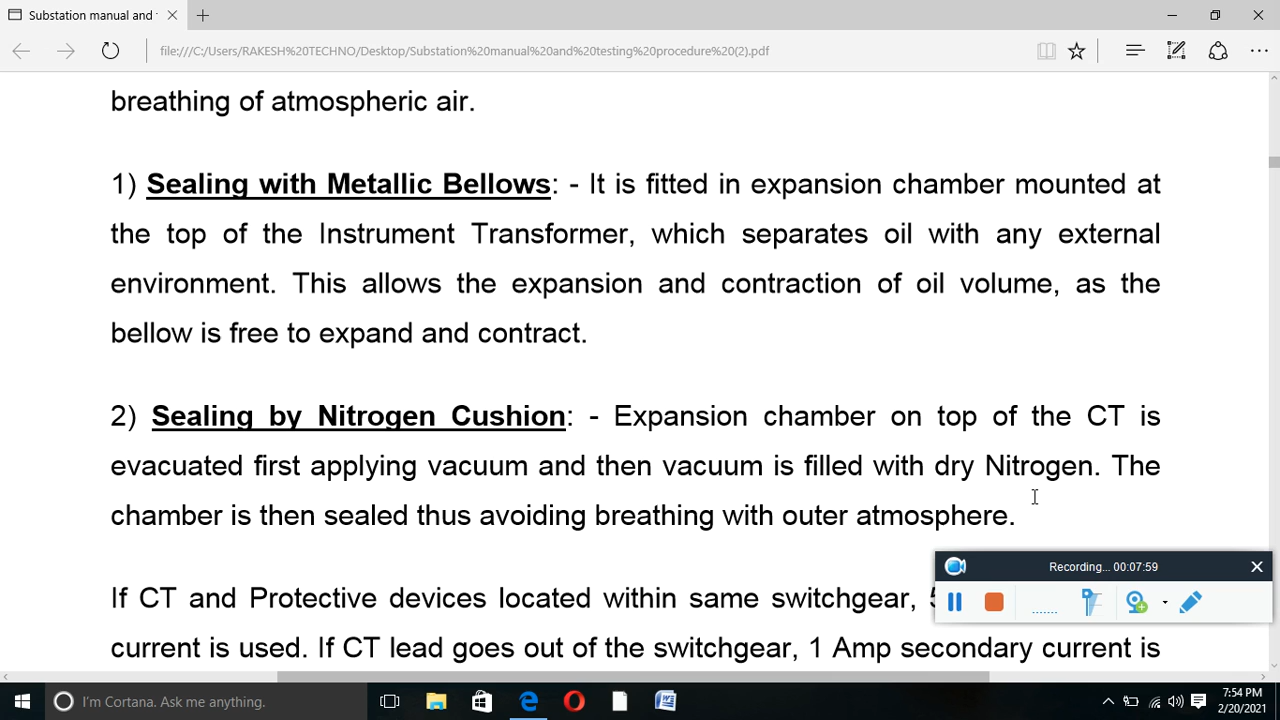 Substation manual and
file:///C:/Users/RAKESH%20TECHNO/Desktop/Substation%20manual%20and%20testing%20procedure%20(2).pdf
breathing of atmospheric air.
1) Sealing with Metallic Bellows: - It is fitted in expansion chamber mounted at
the top of the Instrument Transformer, which separates oil with any external
environment. This allows the expansion and contraction of oil volume, as the
bellow is free to expand and contract.
2) Sealing by Nitrogen Cushion: - Expansion chamber on top of the CT is
evacuated first applying vacuum and then vacuum is filled with dry Nitrogen. The
chamber is then sealed thus avoiding breathing with outer atmosphere.
Recording... 00:07:59
If CT and Protective devices located within same switchgear,
current is used. If CT lead goes out of the switchgear, 1 Amp secondary current is
I'm Cortana. Ask me anything.
7:54 PM
2/20/2021